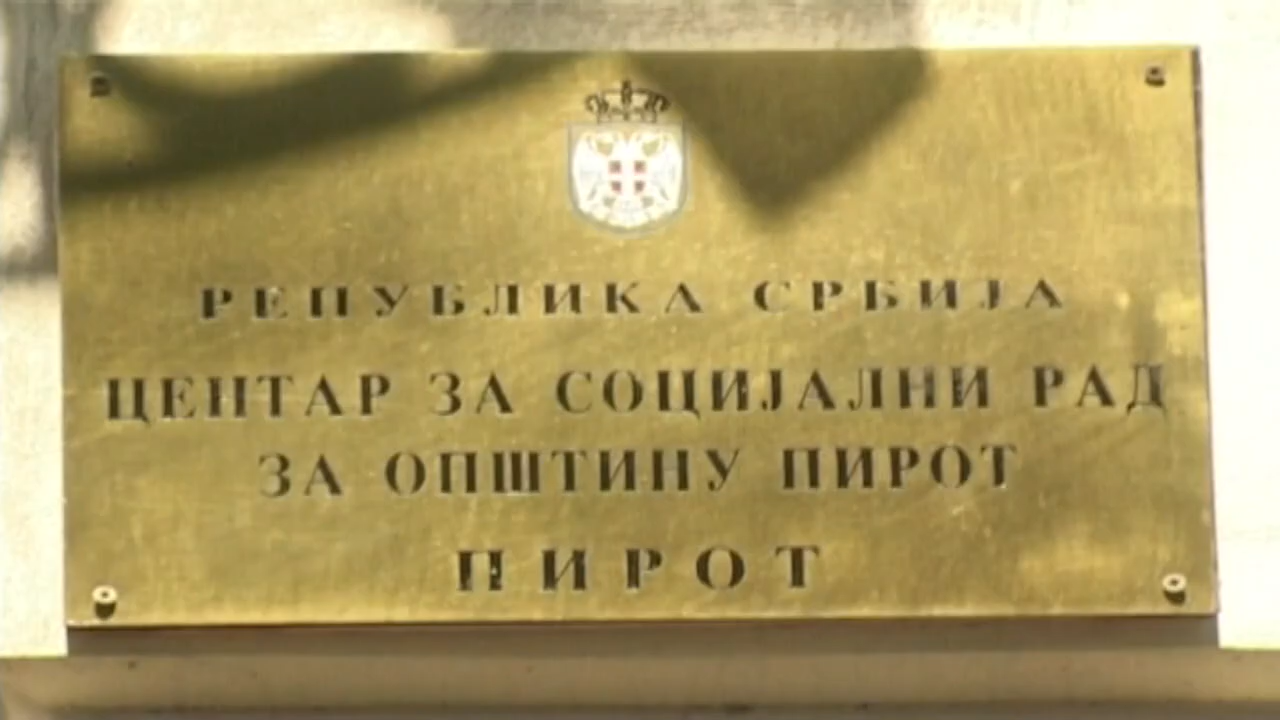 РЕПУБЛИКА СРБИЈА
ЦЕНТАР ЗА СОЦИЈАЛНИ РАД
ЗА ОПШТИНУ ПИРОТ
ПИРОТ